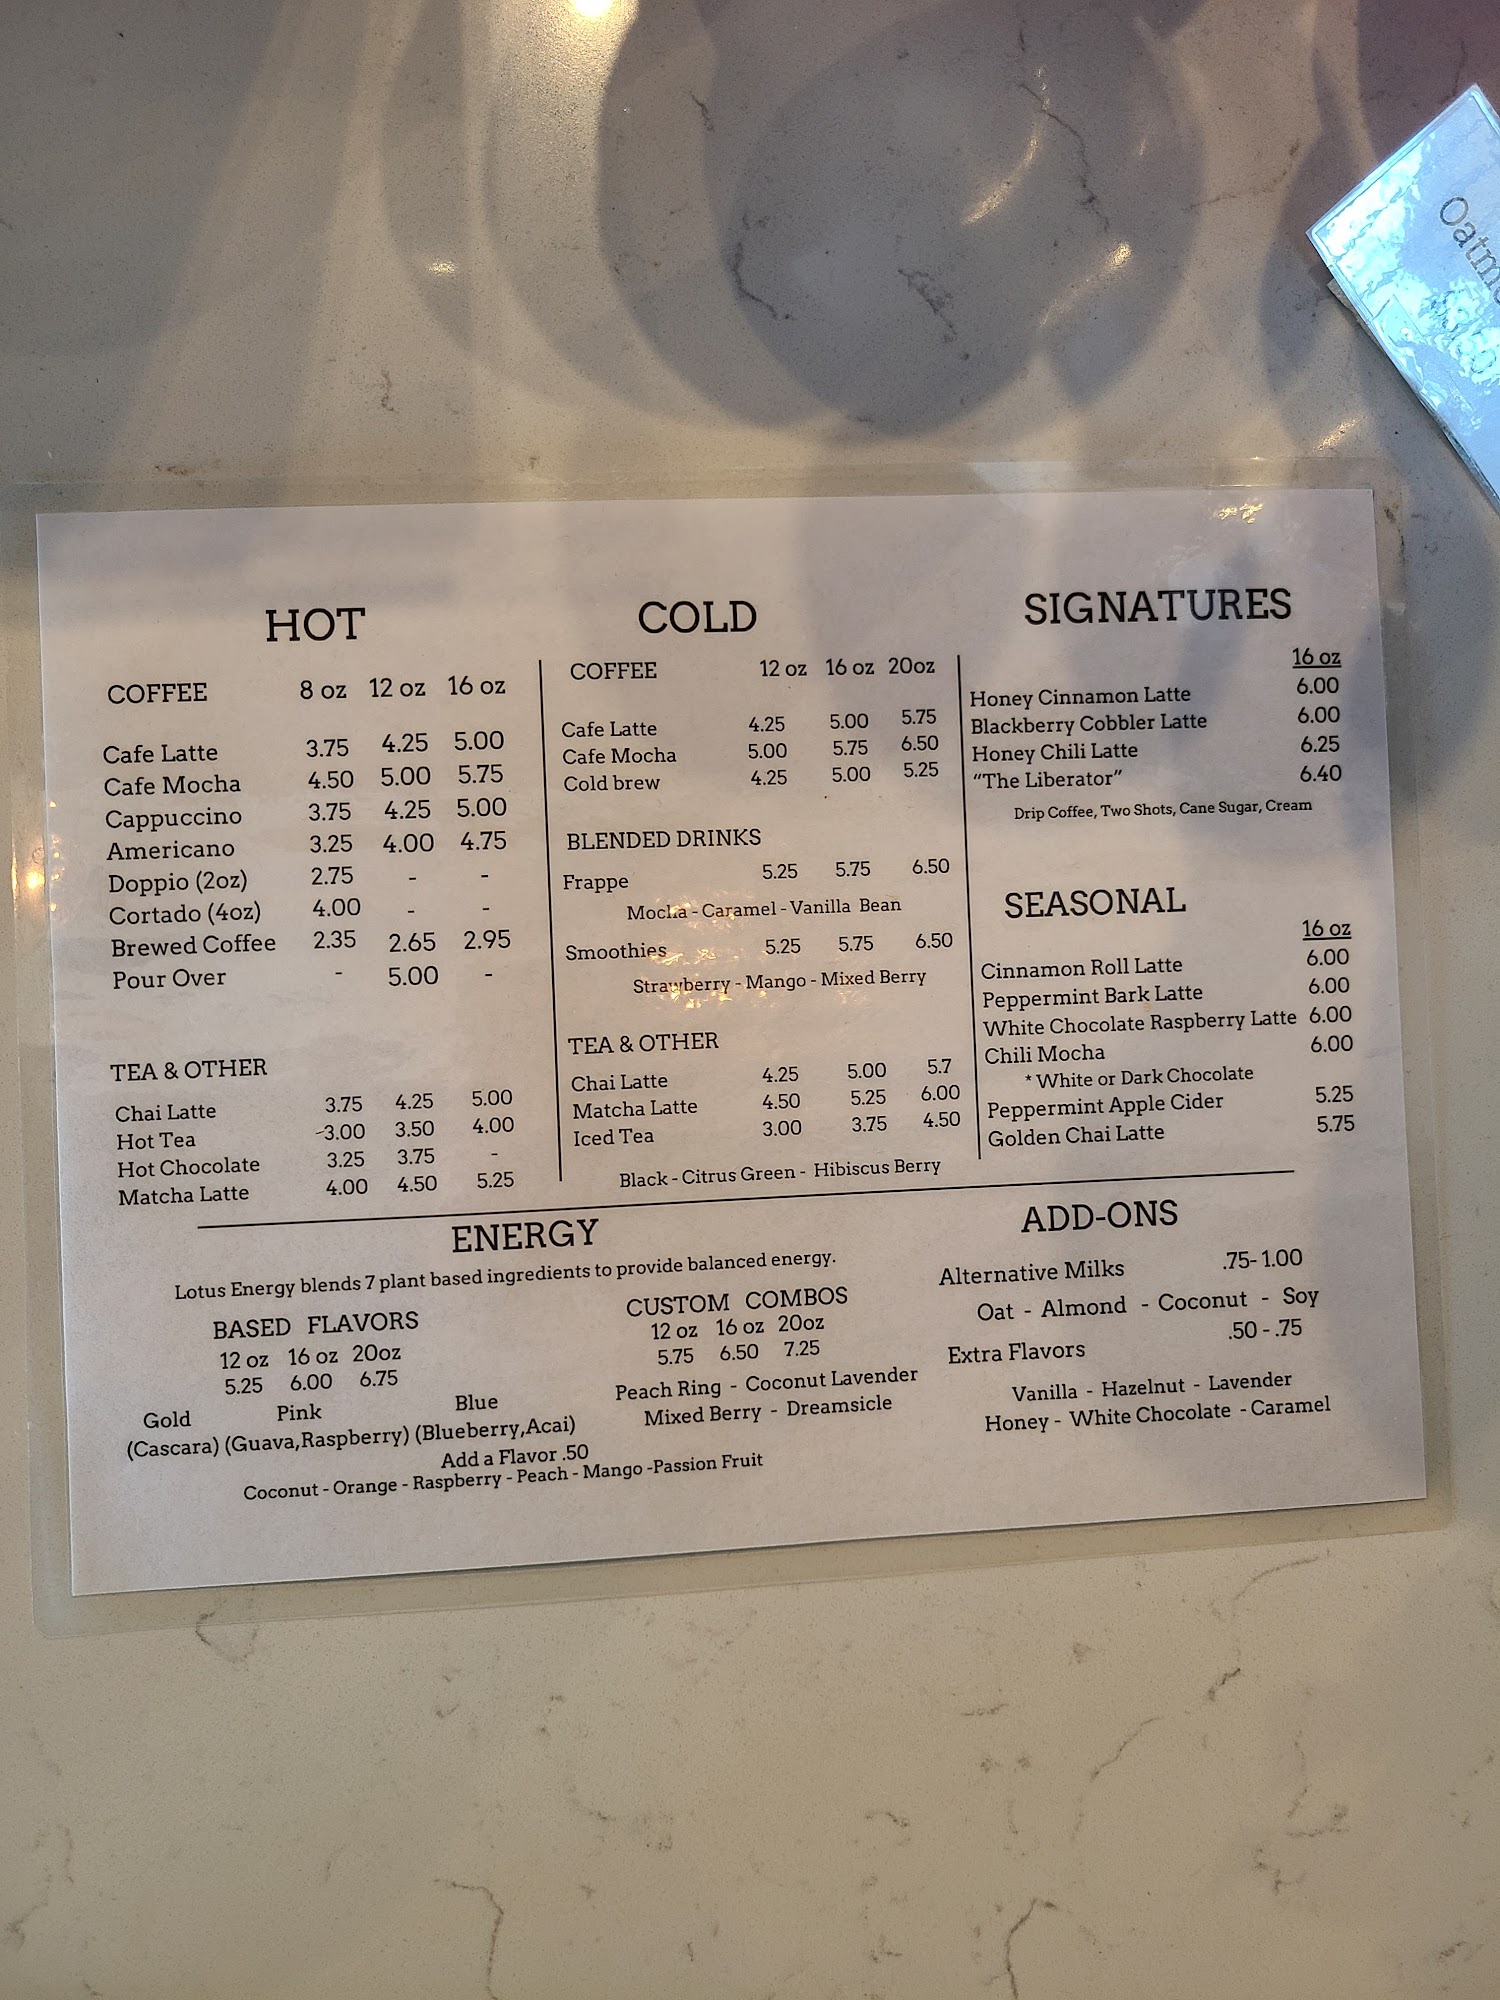 Oatm
HOT
COFFEE 8 oz 12 oz 16 oz
Cafe Latte 3.75 4.25 5.00
Cafe Mocha 4.50 5.00 5.75
Cappuccino 3.75 4.25 5.00
Americano 3.25 4.00 4.75
Doppio (2oz) 2.75 - -
Cortado (4oz) 4.00 - -
Brewed Coffee 2.35 2.65 2.95
Pour Over - 5.00 -
TEA & OTHER
Chai Latte 3.75 4.25 5.00
Hot Tea -3.00 3.50 4.00
Hot Chocolate 3.25 3.75 -
Matcha Latte 4.00 4.50 5.25
COLD
COFFEE 12 oz 16 oz 20oz
Cafe Latte 4.25 5.00 5.75
Cafe Mocha 5.00 5.75 6.50
Cold brew 4.25 5.00 5.25
BLENDED DRINKS
Frappe 5.25 5.75 6.50
Mocha - Caramel - Vanilla Bean
Smoothies 5.25 5.75 6.50
Strawberry - Mango - Mixed Berry
TEA & OTHER
Chai Latte 4.25 5.00 5.7
Matcha Latte 4.50 5.25 6.00
Iced Tea 3.00 3.75 4.50
Black - Citrus Green - Hibiscus Berry
SIGNATURES
16 oz
Honey Cinnamon Latte 6.00
Blackberry Cobbler Latte 6.00
Honey Chili Latte 6.25
"The Liberator" 6.40
Drip Coffee, Two Shots, Cane Sugar, Cream
SEASONAL
16 oz
Cinnamon Roll Latte 6.00
Peppermint Bark Latte 6.00
White Chocolate Raspberry Latte 6.00
Chili Mocha 6.00
* White or Dark Chocolate
Peppermint Apple Cider 5.25
Golden Chai Latte 5.75
ENERGY
Lotus Energy blends 7 plant based ingredients to provide balanced energy.
BASED FLAVORS
12 oz 16 oz 20oz
5.25 6.00 6.75
Gold Pink Blue
(Cascara) (Guava,Raspberry) (Blueberry,Acai)
Add a Flavor .50
Coconut - Orange - Raspberry - Peach - Mango -Passion Fruit
CUSTOM COMBOS
12 oz 16 oz 20oz
5.75 6.50 7.25
Peach Ring - Coconut Lavender
Mixed Berry - Dreamsicle
ADD-ONS
Alternative Milks .75- 1.00
Oat - Almond - Coconut - Soy
Extra Flavors .50 - .75
Vanilla - Hazelnut - Lavender
Honey - White Chocolate - Caramel